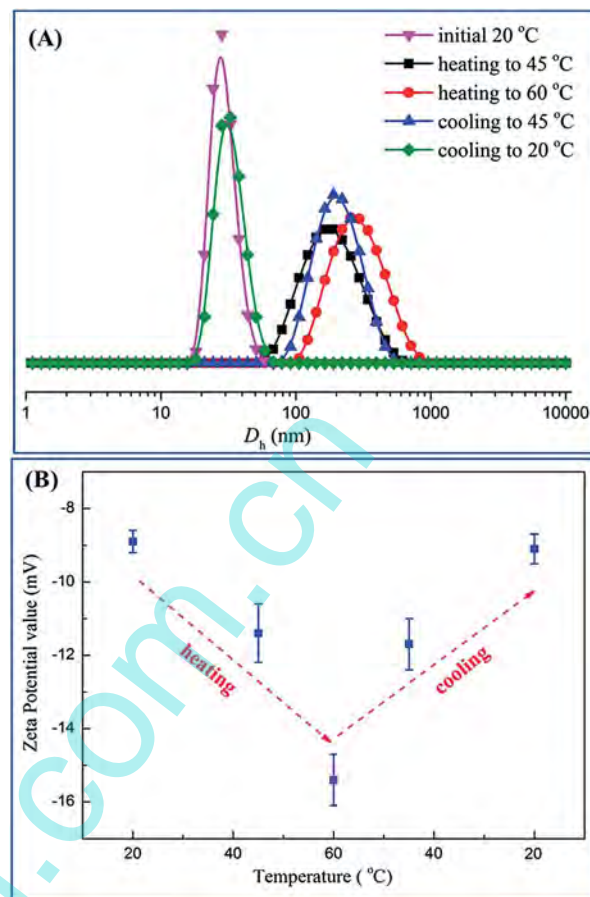 (A)
initial 20 °C
heating to 45 °C
heating to 60 °C
cooling to 45 °C
cooling to 20 °C
1 10 100 1000 10000
Dh (nm)
(B)
-8
-10
-12
-14
-16
Zeta Potential value (mV)
heating
cooling
20 40 60 40 20
Temperature ( °C)
.com.cn